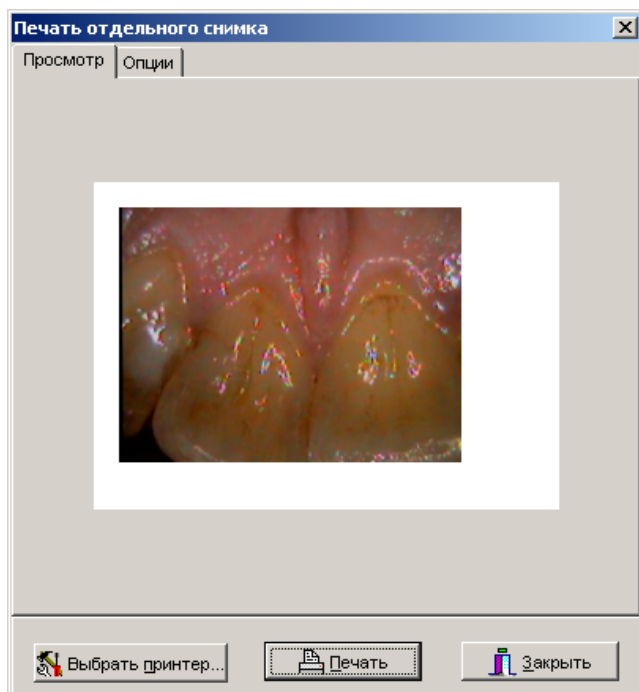 Печать отдельного снимка
Просмотр
Опции
Выбрать принтер...
Печать
Закрыть